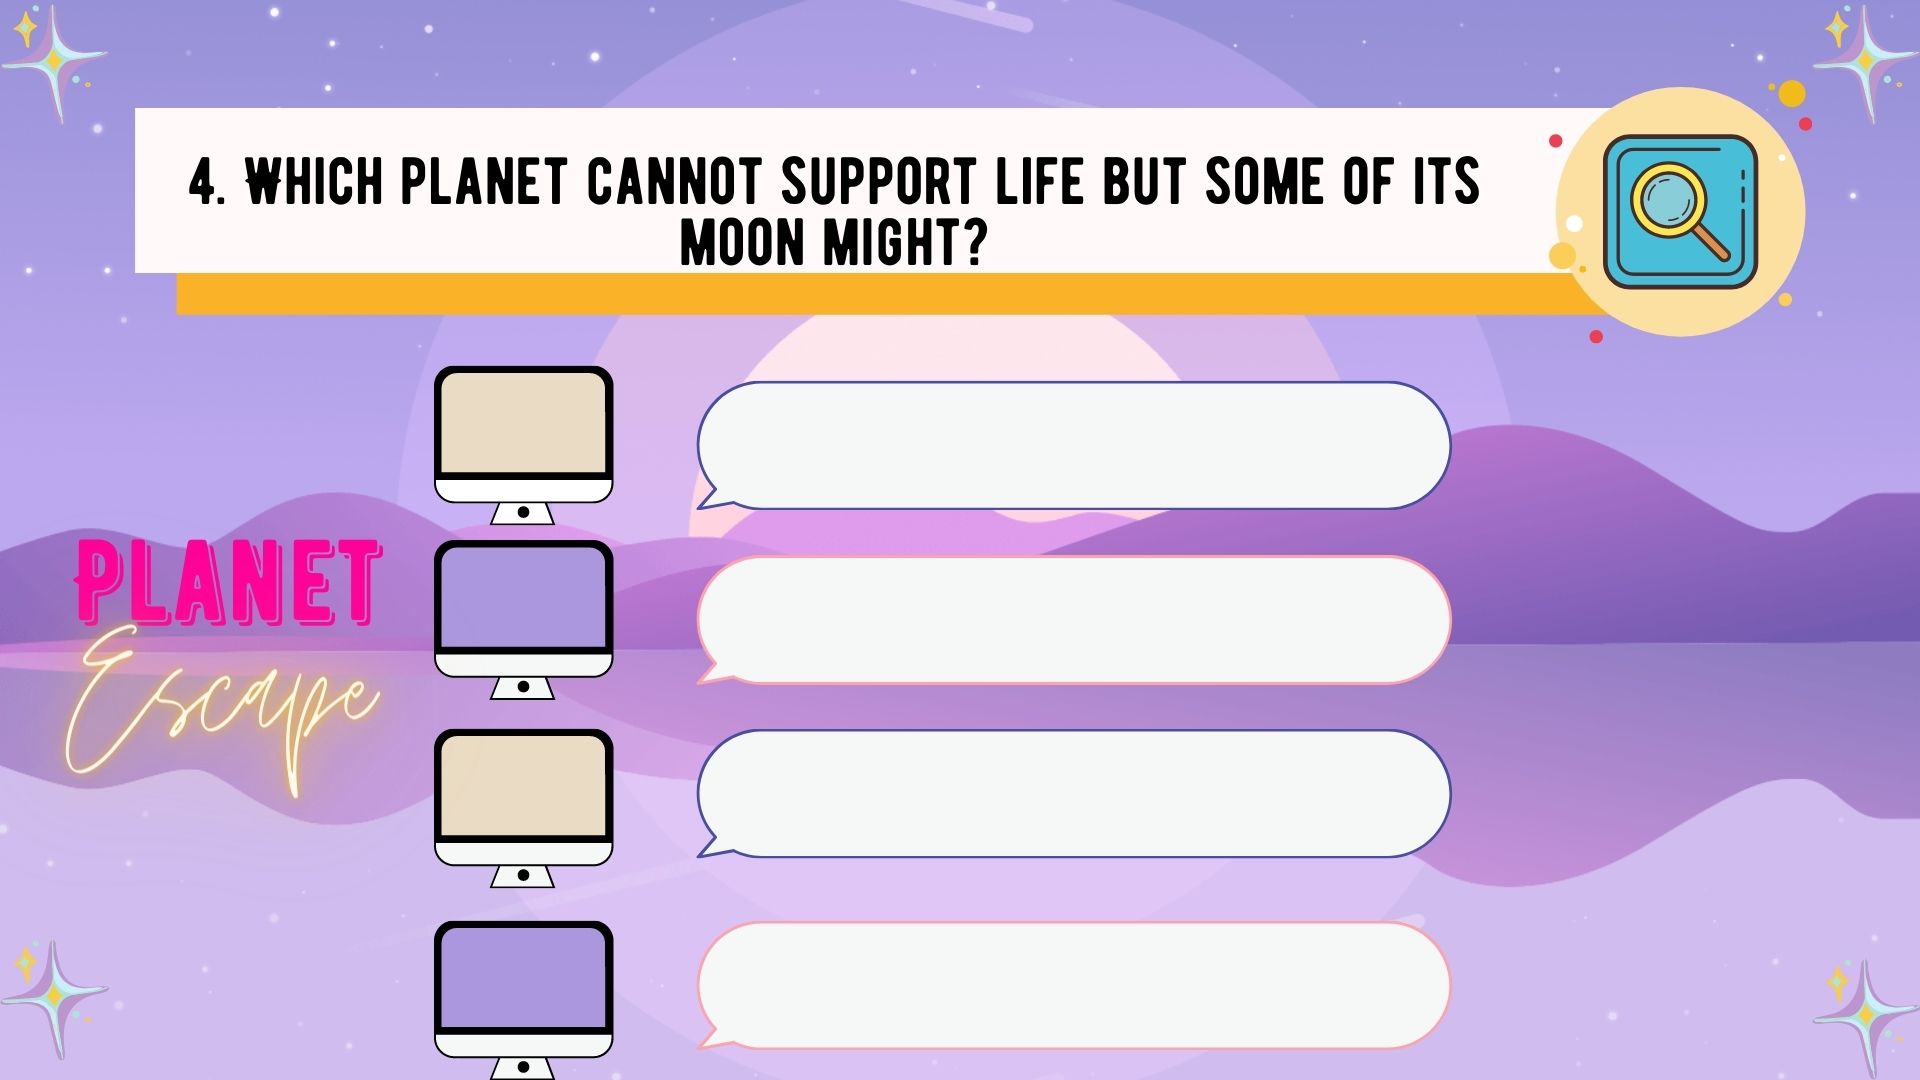 4. WHICH PLANET CANNOT SUPPORT LIFE BUT SOME OF ITS
MOON MIGHT?
PLANET
Escape